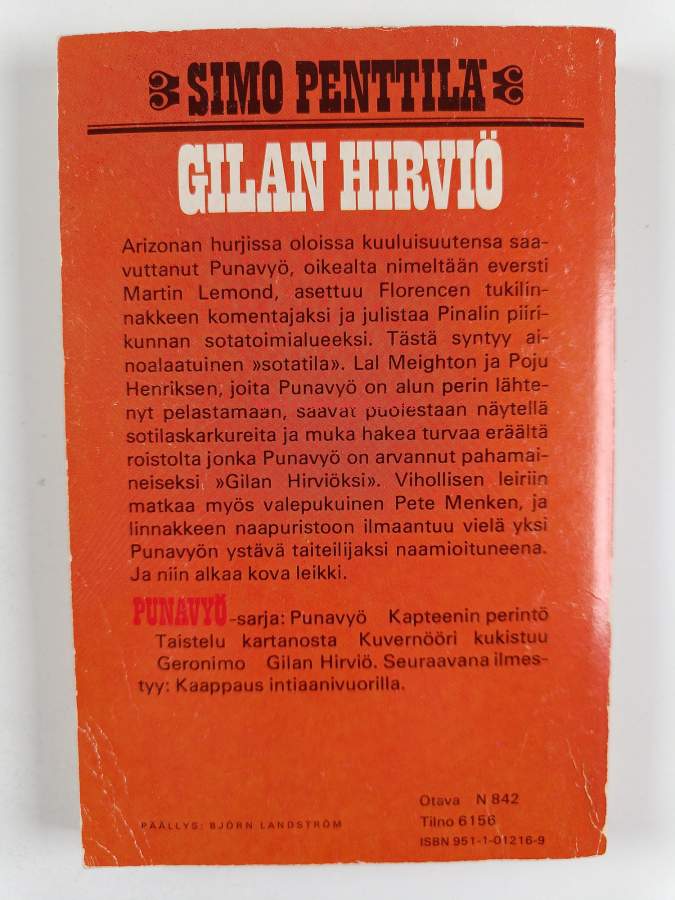 SIMO PENTTILÄ
GILAN HIRVIÖ
Arizonan hurjissa oloissa kuuluisuutensa saa-
vuttanut Punavyö, oikealta nimeltään eversti
Martin Lemond, asettuu Florencen tukilin-
nakkeen komentajaksi ja julistaa Pinalin piiri-
kunnan sotatoimialueeksi. Tästä syntyy ai-
noalaatuinen »sotatila». Lal Meighton ja Poju
Henriksen, joita Punavyö on alun perin lähte-
nyt pelastamaan, saavat puolestaan näytellä
sotilaskarkureita ja muka hakea turvaa eräältä
roistolta jonka Punavyö on arvannut pahamai-
neiseksi »Gilan Hirviöksi». Vihollisen leiriin
matkaa myös valepukuinen Pete Menken, ja
linnakkeen naapuristoon ilmaantuu vielä yksi
Punavyön ystävä taiteilijaksi naamioituneena.
Ja niin alkaa kova leikki.
PUNAVYÖ-sarja: Punavyö Kapteenin perintö
Taistelu kartanosta Kuvernööri kukistuu
Geronimo Gilan Hirviö. Seuraavana ilmes-
tyy: Kaappaus intiaanivuorilla.
PÄÄLLYS: BJÖRN LANDSTRÖM
Otava N 842
Tilno 6156
ISBN 951-1-01216-9